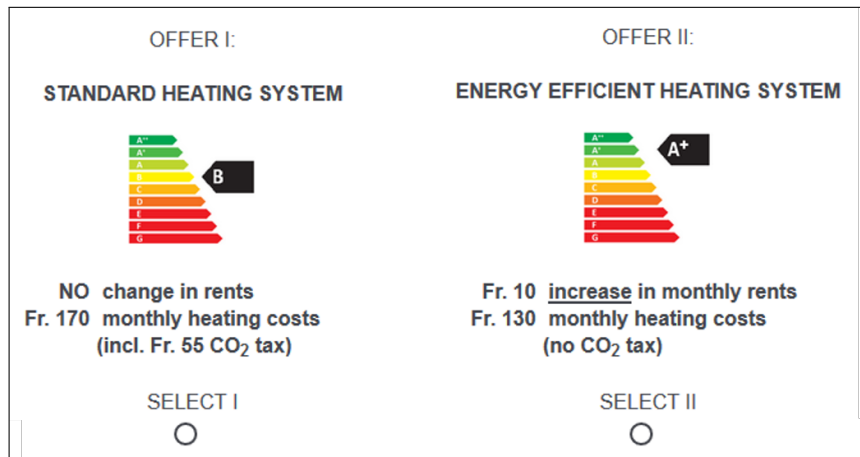 OFFER I:
STANDARD HEATING SYSTEM
A++
A+
A
B
C
D
E
F
G
B
NO change in rents
Fr. 170 monthly heating costs
(incl. Fr. 55 CO2 tax)
SELECT I
OFFER II:
ENERGY EFFICIENT HEATING SYSTEM
A++
A+
A
B
C
D
E
F
G
A+
Fr. 10 increase in monthly rents
Fr. 130 monthly heating costs
(no CO2 tax)
SELECT II